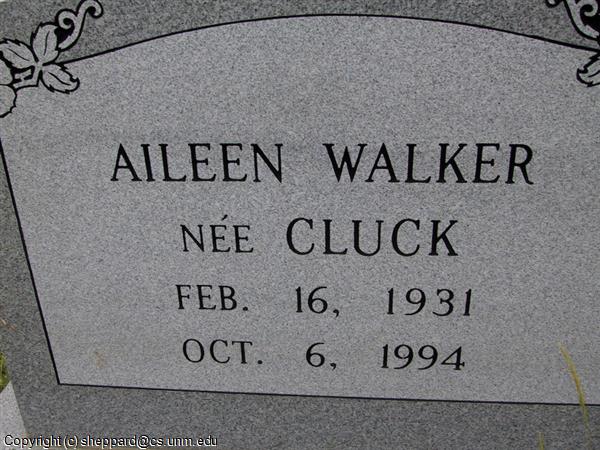 AILEEN WALKER
NÉE CLUCK
FEB. 16, 1931
OCT. 6, 1994
Copyright (c) sheppard@cs.unm.edu